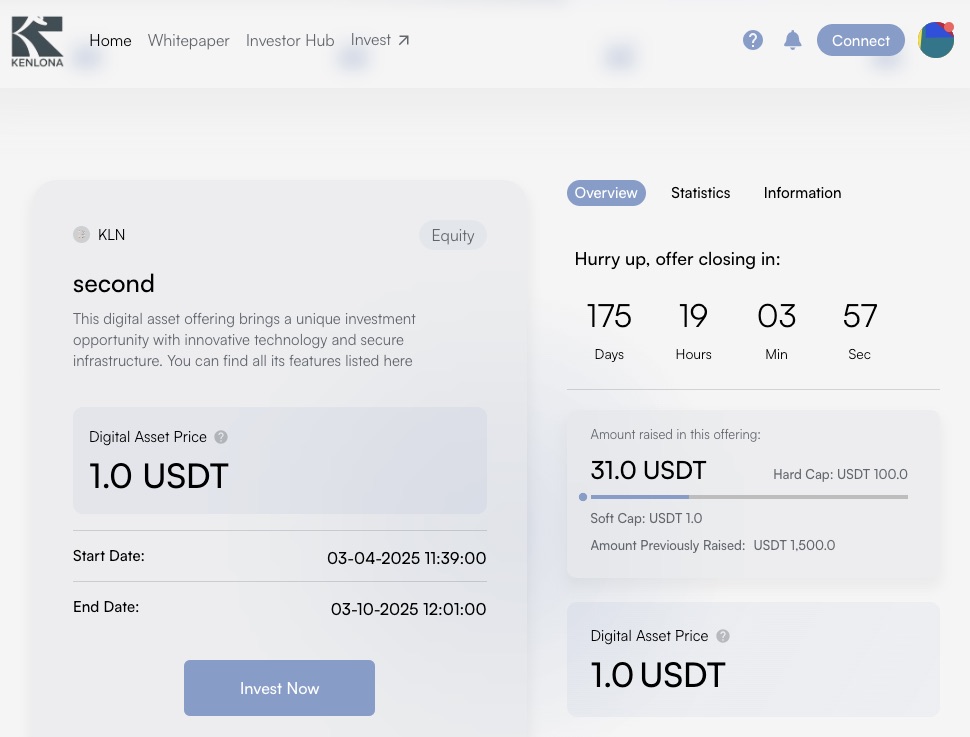 KENLONA
Home Whitepaper Investor Hub Invest
? Connect
KLN Equity
second
This digital asset offering brings a unique investment
opportunity with innovative technology and secure
infrastructure. You can find all its features listed here
Digital Asset Price ?
1.0 USDT
Start Date: 03-04-2025 11:39:00
End Date: 03-10-2025 12:01:00
Invest Now
Overview Statistics Information
Hurry up, offer closing in:
175 19 03 57
Days Hours Min Sec
Amount raised in this offering:
31.0 USDT Hard Cap: USDT 100.0
Soft Cap: USDT 1.0
Amount Previously Raised: USDT 1,500.0
Digital Asset Price ?
1.0 USDT